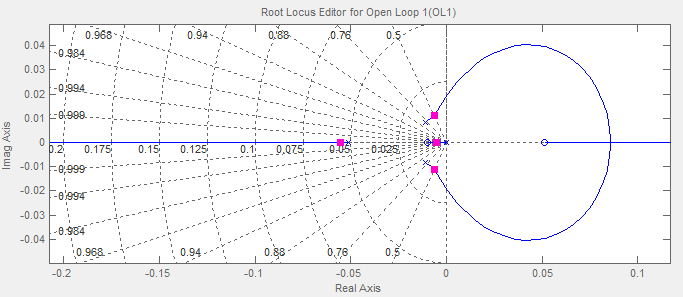 Root Locus Editor for Open Loop 1(OL1)
0.04 0.968 0.94 0.88 0.76 0.5
0.03 0.984
0.02 0.994
0.01 0.999
0 0.2 0.175 0.15 0.125 0.1 0.075 0.05 0.025
-0.01 0.999
-0.02 0.994
-0.03
-0.04 0.984
0.968 0.94 0.88 0.76 0.5
-0.2 -0.15 -0.1 -0.05 0 0.05 0.1
Imag Axis
Real Axis